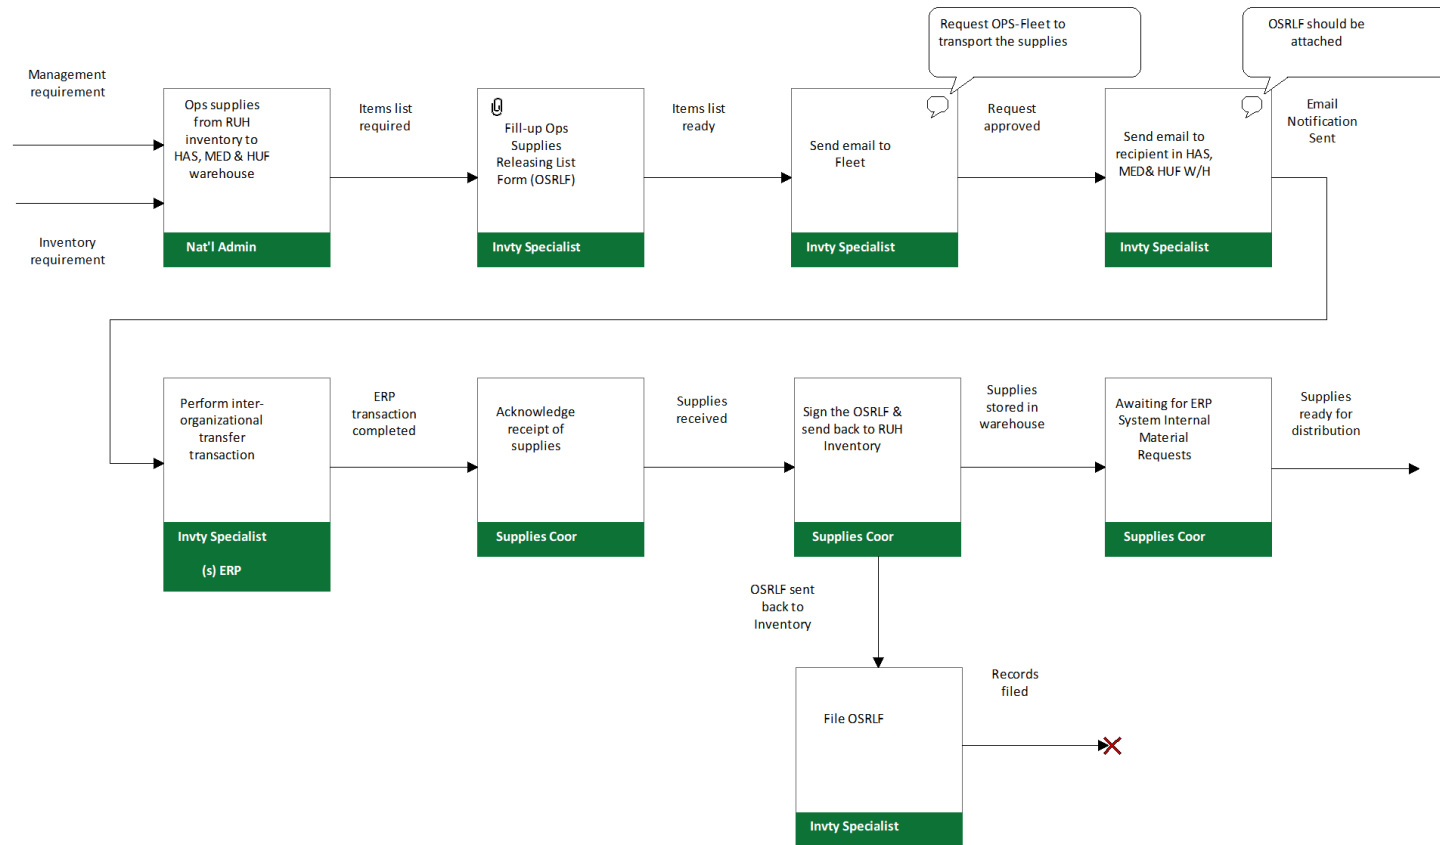 Request OPS-Fleet to
transport the supplies
OSRLF should be
attached
Management
requirement
Ops supplies
from RUH
inventory to
HAS, MED & HUF
warehouse
Nat'l Admin
Inventory
requirement
Items list
required
Fill-up Ops
Supplies
Releasing List
Form (OSRLF)
Invty Specialist
Items list
ready
Send email to
Fleet
Invty Specialist
Request
approved
Send email to
recipient in HAS,
MED& HUF W/H
Invty Specialist
Email
Notification
Sent
Perform inter-
organizational
transfer
transaction
Invty Specialist
(s) ERP
ERP
transaction
completed
Acknowledge
receipt of
supplies
Supplies Coor
Supplies
received
Sign the OSRLF &
send back to RUH
Inventory
Supplies Coor
Supplies
stored in
warehouse
Awaiting for ERP
System Internal
Material
Requests
Supplies Coor
Supplies
ready for
distribution
OSRLF sent
back to
Inventory
File OSRLF
Invty Specialist
Records
filed